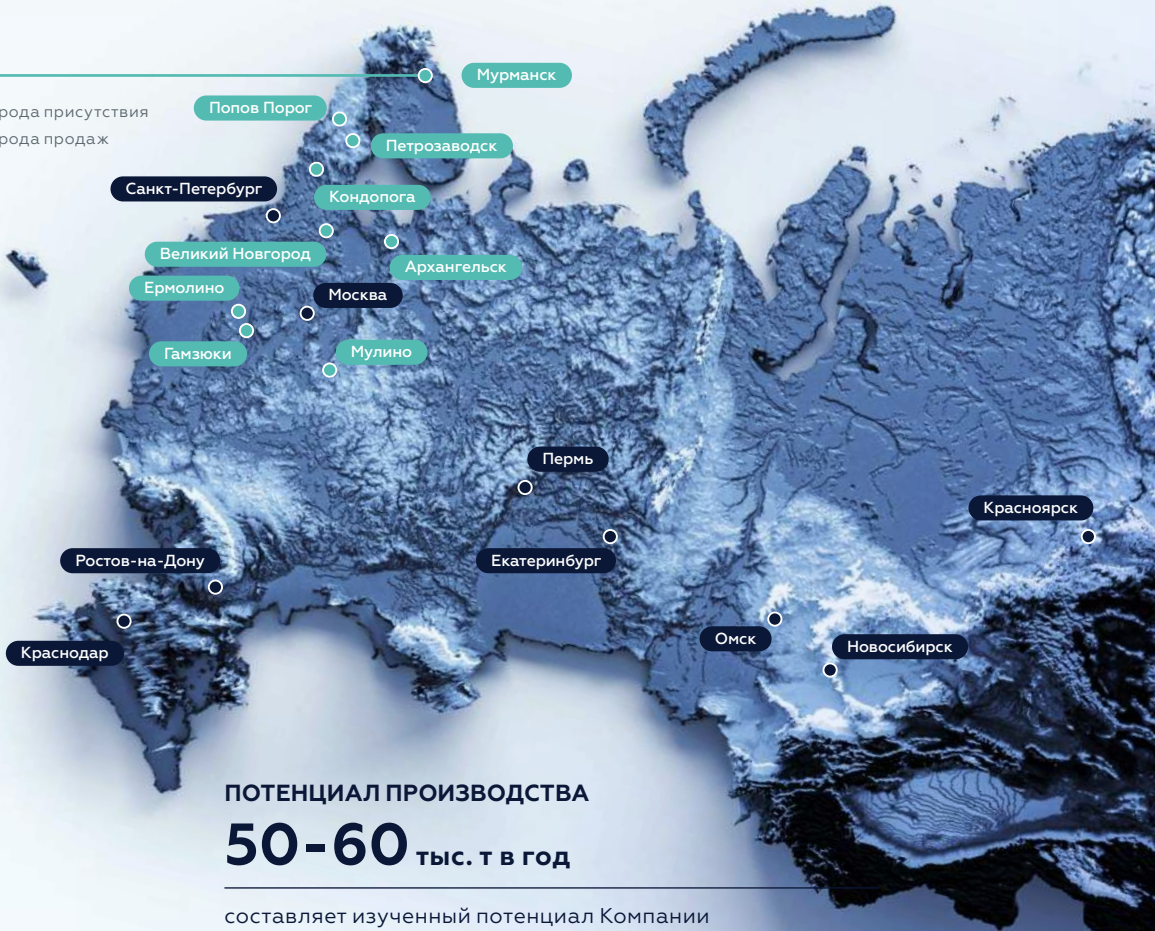 Мурманск
рода присутствия
Попов Порог
рода продаж
Петрозаводск
Санкт-Петербург
Кондопога
Великий Новгород
Архангельск
Ермолино
Москва
Гамзюки
Мулино
Пермь
Красноярск
Ростов-на-Дону
Екатеринбург
Омск
Новосибирск
Краснодар
ПОТЕНЦИАЛ ПРОИЗВОДСТВА
50-60 тыс. т в год
составляет изученный потенциал Компании